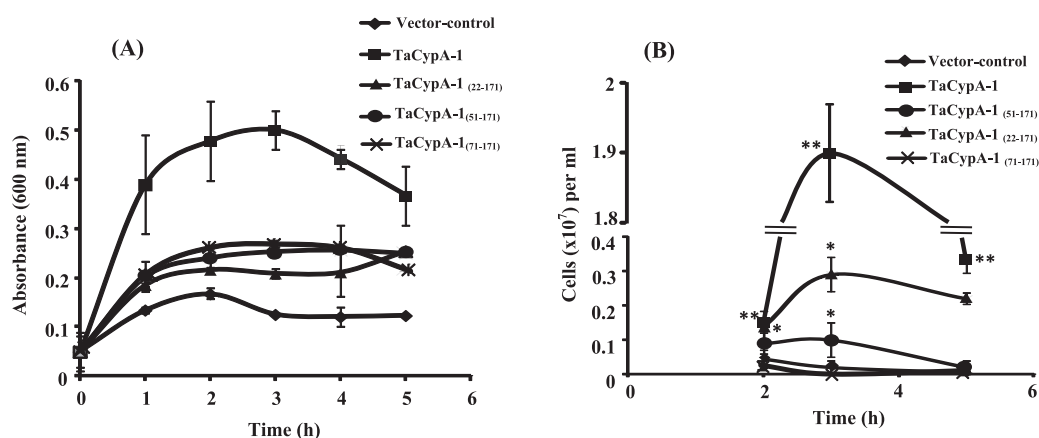 (A)
Vector-control
TaCypA-1
TaCypA-1 (22-171)
TaCypA-1(51-171)
TaCypA-1(71-171)
Absorbance (600 nm)
0.6
0.5
0.4
0.3
0.2
0.1
0
0 1 2 3 4 5 6
Time (h)
(B)
Vector-control
TaCypA-1
TaCypA-1 (51-171)
TaCypA-1 (22-171)
TaCypA-1 (71-171)
Cells (x10⁷) per ml
2
1.9
1.8
0.4
0.3
0.2
0.1
0
**
*
**
**
*
*
0 2 4 6
Time (h)